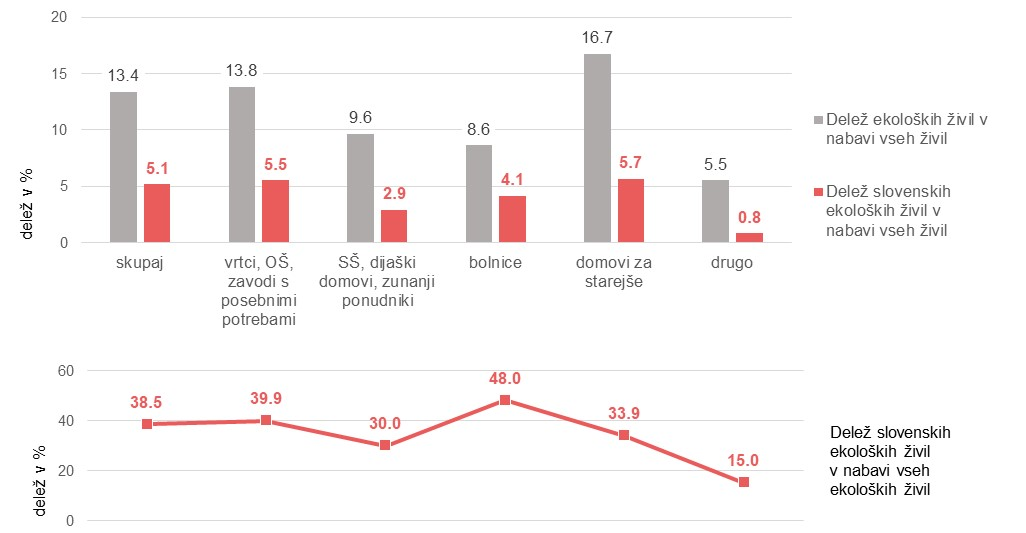 20
15
10
5
0
delež v %
13.4
5.1
13.8
5.5
9.6
2.9
8.6
4.1
16.7
5.7
5.5
0.8
skupaj
vrtci, OŠ,
zavodi s
posebnimi
potrebami
SŠ, dijaški
domovi, zunanji
ponudniki
bolnice
domovi za
starejše
drugo
Delež ekoloških živil v
nabavi vseh živil
Delež slovenskih
ekoloških živil v
nabavi vseh živil
60
40
20
0
delež v %
38.5
39.9
30.0
48.0
33.9
15.0
Delež slovenskih
ekoloških živil
v nabavi vseh
ekoloških živil